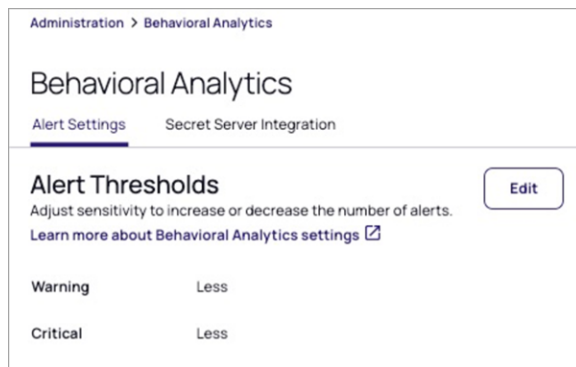 Administration > Behavioral Analytics
Behavioral Analytics
Alert Settings Secret Server Integration
Alert Thresholds
Edit
Adjust sensitivity to increase or decrease the number of alerts.
Learn more about Behavioral Analytics settings
Warning Less
Critical Less